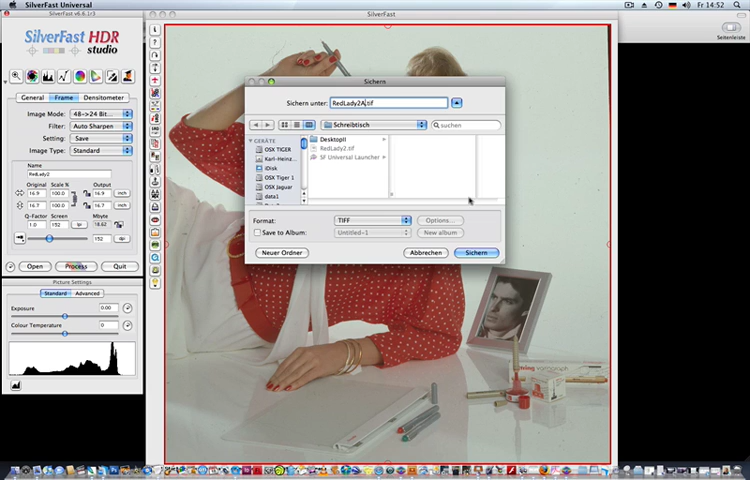 SilverFast Universal
Fr 14:52
SilverFast v6.6.1r3
SilverFast
Seitenleiste
SilverFast HDR
studio
General Frame Densitometer
Image Mode: 48->24 Bit...
Filter: Auto Sharpen
Setting: Save
Image Type: Standard
Name
RedLady2
Original Scale % Output
16.9 100.0 16.9 inch
16.7 100.0 16.7 inch
Q-Factor Screen Mbyte
1.0 152 lpi 18.62
152 dpi
Open Process Quit
Picture Settings
Standard Advanced
Exposure 0.00
Colour Temperature 0
Sichern
Sichern unter: RedLady2A.tif
Schreibtisch
suchen
GERÄTE
OSX TIGER
Karl-Heinz...
iDisk
OSX Tiger 1
OSX Jaguar
data1
DesktopII
RedLady2.tif
SF Universal Launcher
Format: TIFF Options...
Save to Album: Untitled-1 New album
Neuer Ordner Abbrechen Sichern